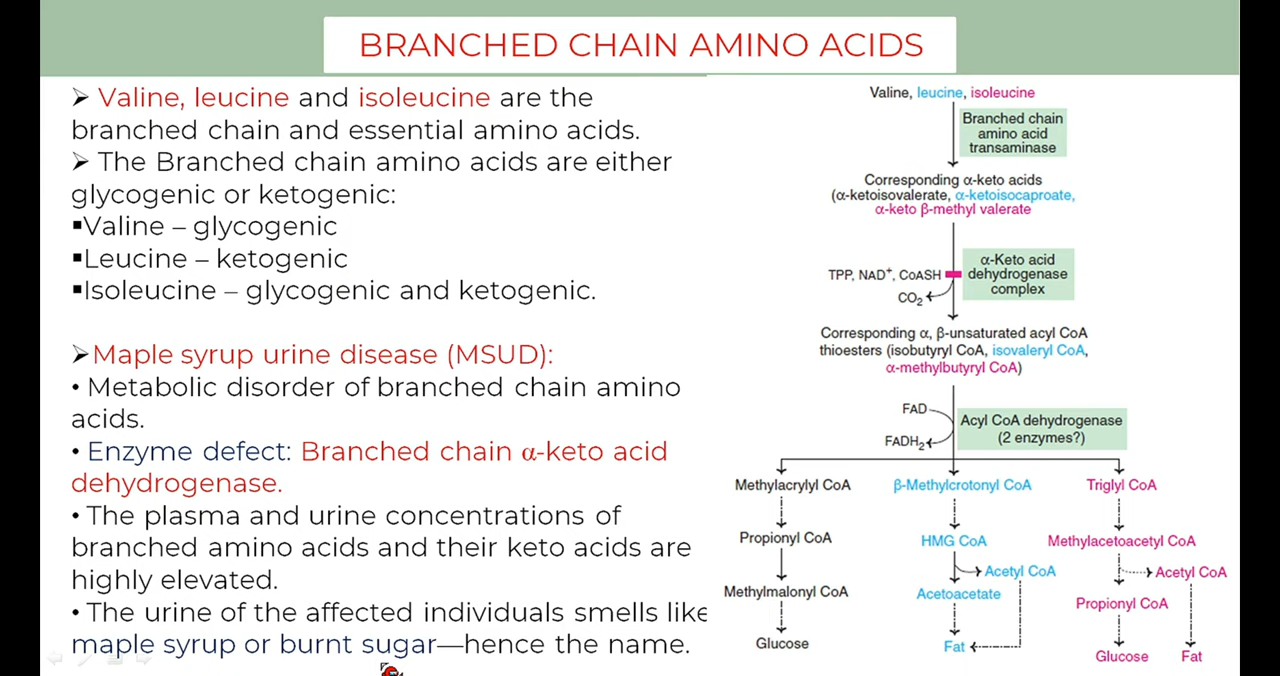 BRANCHED CHAIN AMINO ACIDS
➤ Valine, leucine and isoleucine are the
branched chain and essential amino acids.
➤ The Branched chain amino acids are either
glycogenic or ketogenic:
▪Valine – glycogenic
▪Leucine – ketogenic
▪Isoleucine – glycogenic and ketogenic.
➤Maple syrup urine disease (MSUD):
• Metabolic disorder of branched chain amino
acids.
• Enzyme defect: Branched chain α-keto acid
dehydrogenase.
• The plasma and urine concentrations of
branched amino acids and their keto acids are
highly elevated.
• The urine of the affected individuals smells like
maple syrup or burnt sugar—hence the name.
Valine, leucine, isoleucine
Branched chain
amino acid
transaminase
Corresponding α-keto acids
(α-ketoisovalerate, α-ketoisocaproate,
α-keto β-methyl valerate
α-Keto acid
dehydrogenase
complex
TPP, NAD⁺, CoASH
CO₂
Corresponding α, β-unsaturated acyl CoA
thioesters (isobutyryl CoA, isovaleryl CoA,
α-methylbutyryl CoA)
FAD
FADH₂
Acyl CoA dehydrogenase
(2 enzymes?)
Methylacrylyl CoA
β-Methylcrotonyl CoA
Triglyl CoA
Propionyl CoA
HMG CoA
Methylacetoacetyl CoA
Acetyl CoA
Acetyl CoA
Methylmalonyl CoA
Acetoacetate
Propionyl CoA
Glucose
Fat
Glucose
Fat